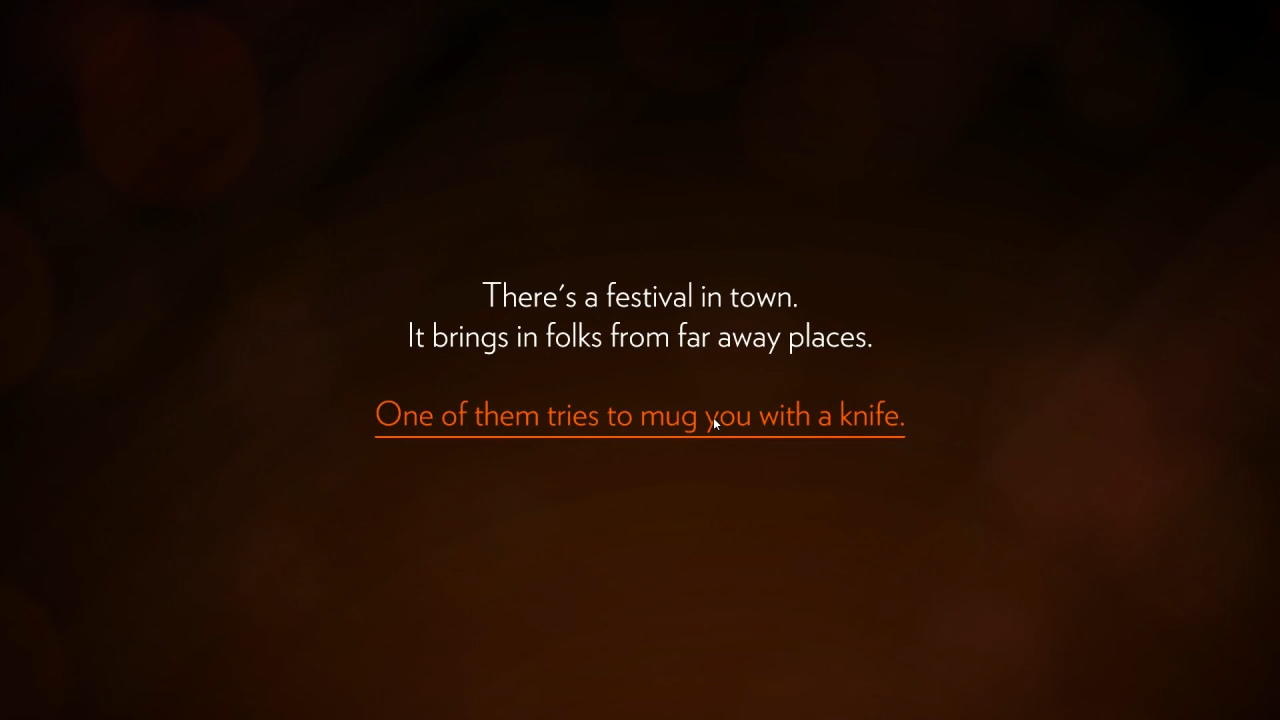 There's a festival in town.
It brings in folks from far away places.
One of them tries to mug you with a knife.